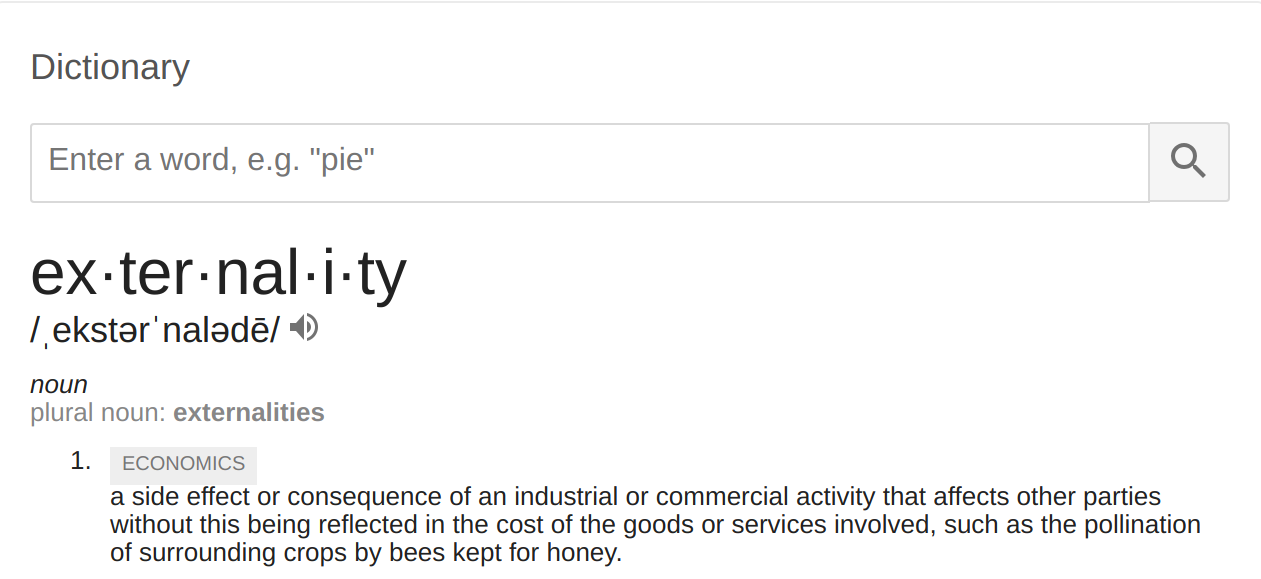 Dictionary
Enter a word, e.g. "pie"
ex·ter·nal·i·ty
/ˌekstərˈnalədē/
noun
plural noun: externalities
1. ECONOMICS
a side effect or consequence of an industrial or commercial activity that affects other parties
without this being reflected in the cost of the goods or services involved, such as the pollination
of surrounding crops by bees kept for honey.